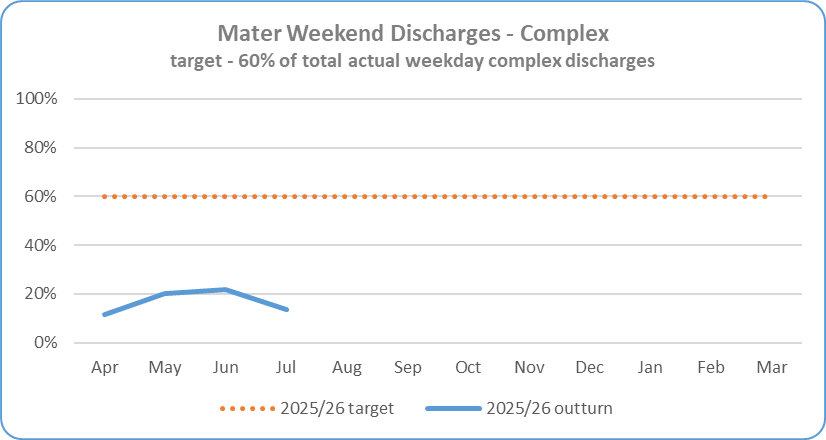 Mater Weekend Discharges - Complex
target - 60% of total actual weekday complex discharges
100%
80%
60%
40%
20%
0%
Apr May Jun Jul Aug Sep Oct Nov Dec Jan Feb Mar
2025/26 target 2025/26 outturn